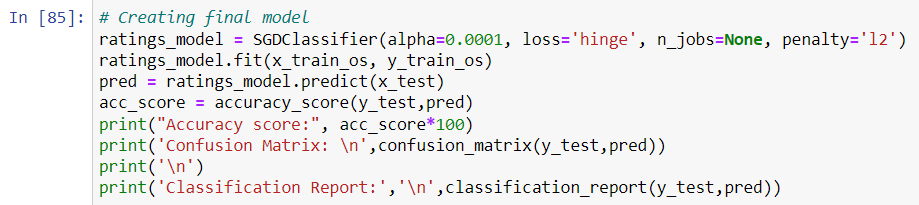 In [85]: # Creating final model
ratings_model = SGDClassifier(alpha=0.0001, loss='hinge', n_jobs=None, penalty='l2')
ratings_model.fit(x_train_os, y_train_os)
pred = ratings_model.predict(x_test)
acc_score = accuracy_score(y_test,pred)
print("Accuracy score:", acc_score*100)
print('Confusion Matrix: \n',confusion_matrix(y_test,pred))
print('\n')
print('Classification Report:','\n',classification_report(y_test,pred))